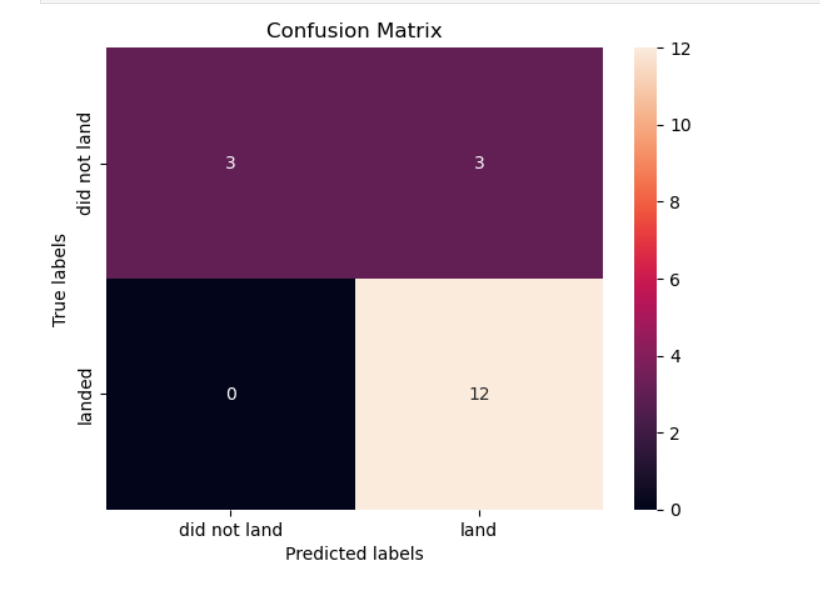 Confusion Matrix
12
10
8
6
4
2
0
True labels
did not land
landed
3 3
0 12
did not land land
Predicted labels